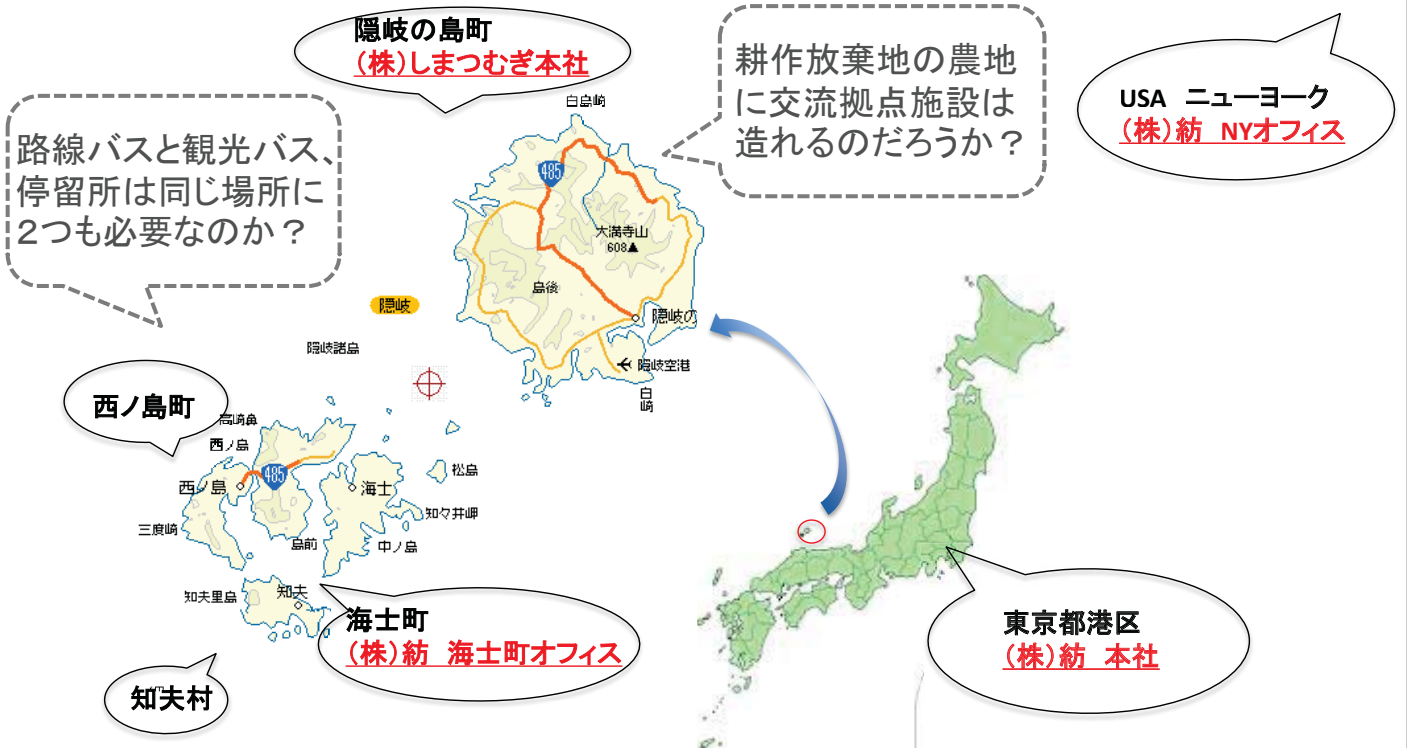 隠岐の島町
(株)しまつむぎ本社
耕作放棄地の農地
に交流拠点施設は
造れるのだろうか？
USA　ニューヨーク
(株)紡　NYオフィス
路線バスと観光バス、
停留所は同じ場所に
2つも必要なのか？
白島崎
485
大満寺山
608▲
島後
隠岐
隠岐の
隠岐諸島
隠岐空港
白崎
西ノ島町
高崎鼻
西ノ島
485
西ノ島
海士
松島
知々井岬
三度崎
島前
中ノ島
知夫里島
知夫
海士町
(株)紡　海士町オフィス
知夫村
東京都港区
(株)紡　本社